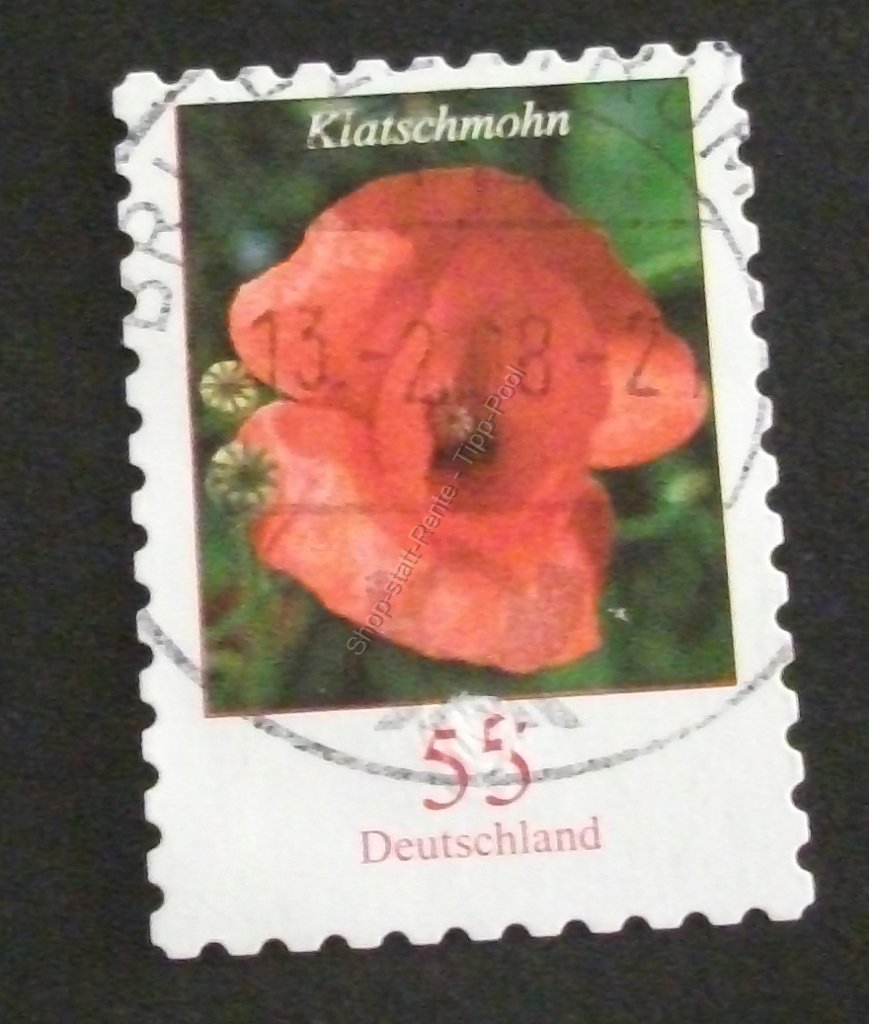 Klatschmohn
13.-2.08-2
Shop-statt-Rente - Tipp-Pool
55
Deutschland